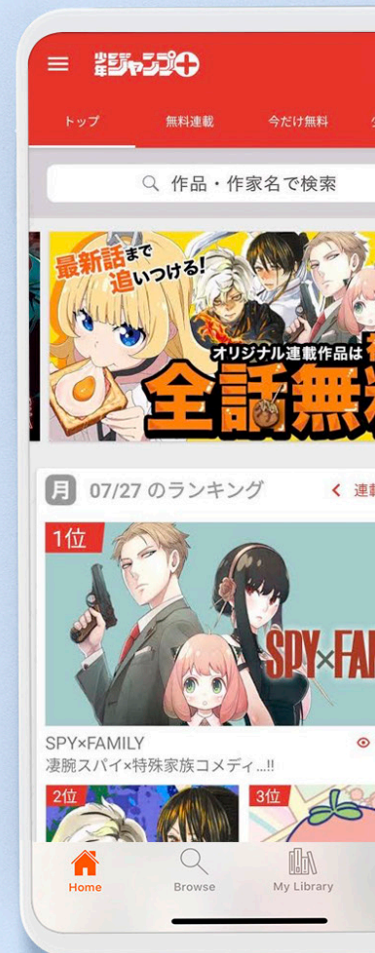 少年ジャンプ＋
トップ
無料連載
今だけ無料
作品・作家名で検索
最新話まで
追いつける!
オリジナル連載作品は
全話無
月 07/27 のランキング
連載
1位
SPY×FA
SPY×FAMILY
凄腕スパイ×特殊家族コメディ…!!
2位
3位
Home
Browse
My Library